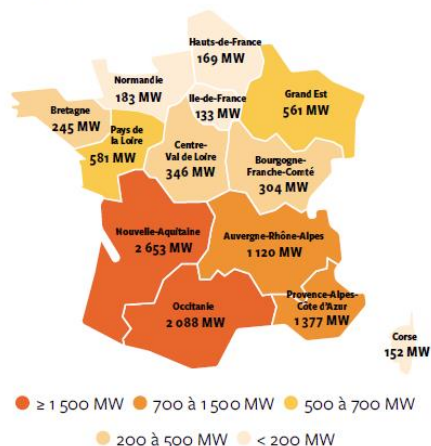 Hauts-de-France
169 MW
Normandie
183 MW
Ile-de-France
133 MW
Grand Est
561 MW
Bretagne
245 MW
Pays de
la Loire
581 MW
Centre-
Val de Loire
346 MW
Bourgogne-
Franche-Comté
304 MW
Nouvelle-Aquitaine
2 653 MW
Auvergne-Rhône-Alpes
1 120 MW
Occitanie
2 088 MW
Provence-Alpes-
Côte d'Azur
1 377 MW
Corse
152 MW
≥ 1 500 MW 700 à 1 500 MW 500 à 700 MW
200 à 500 MW < 200 MW